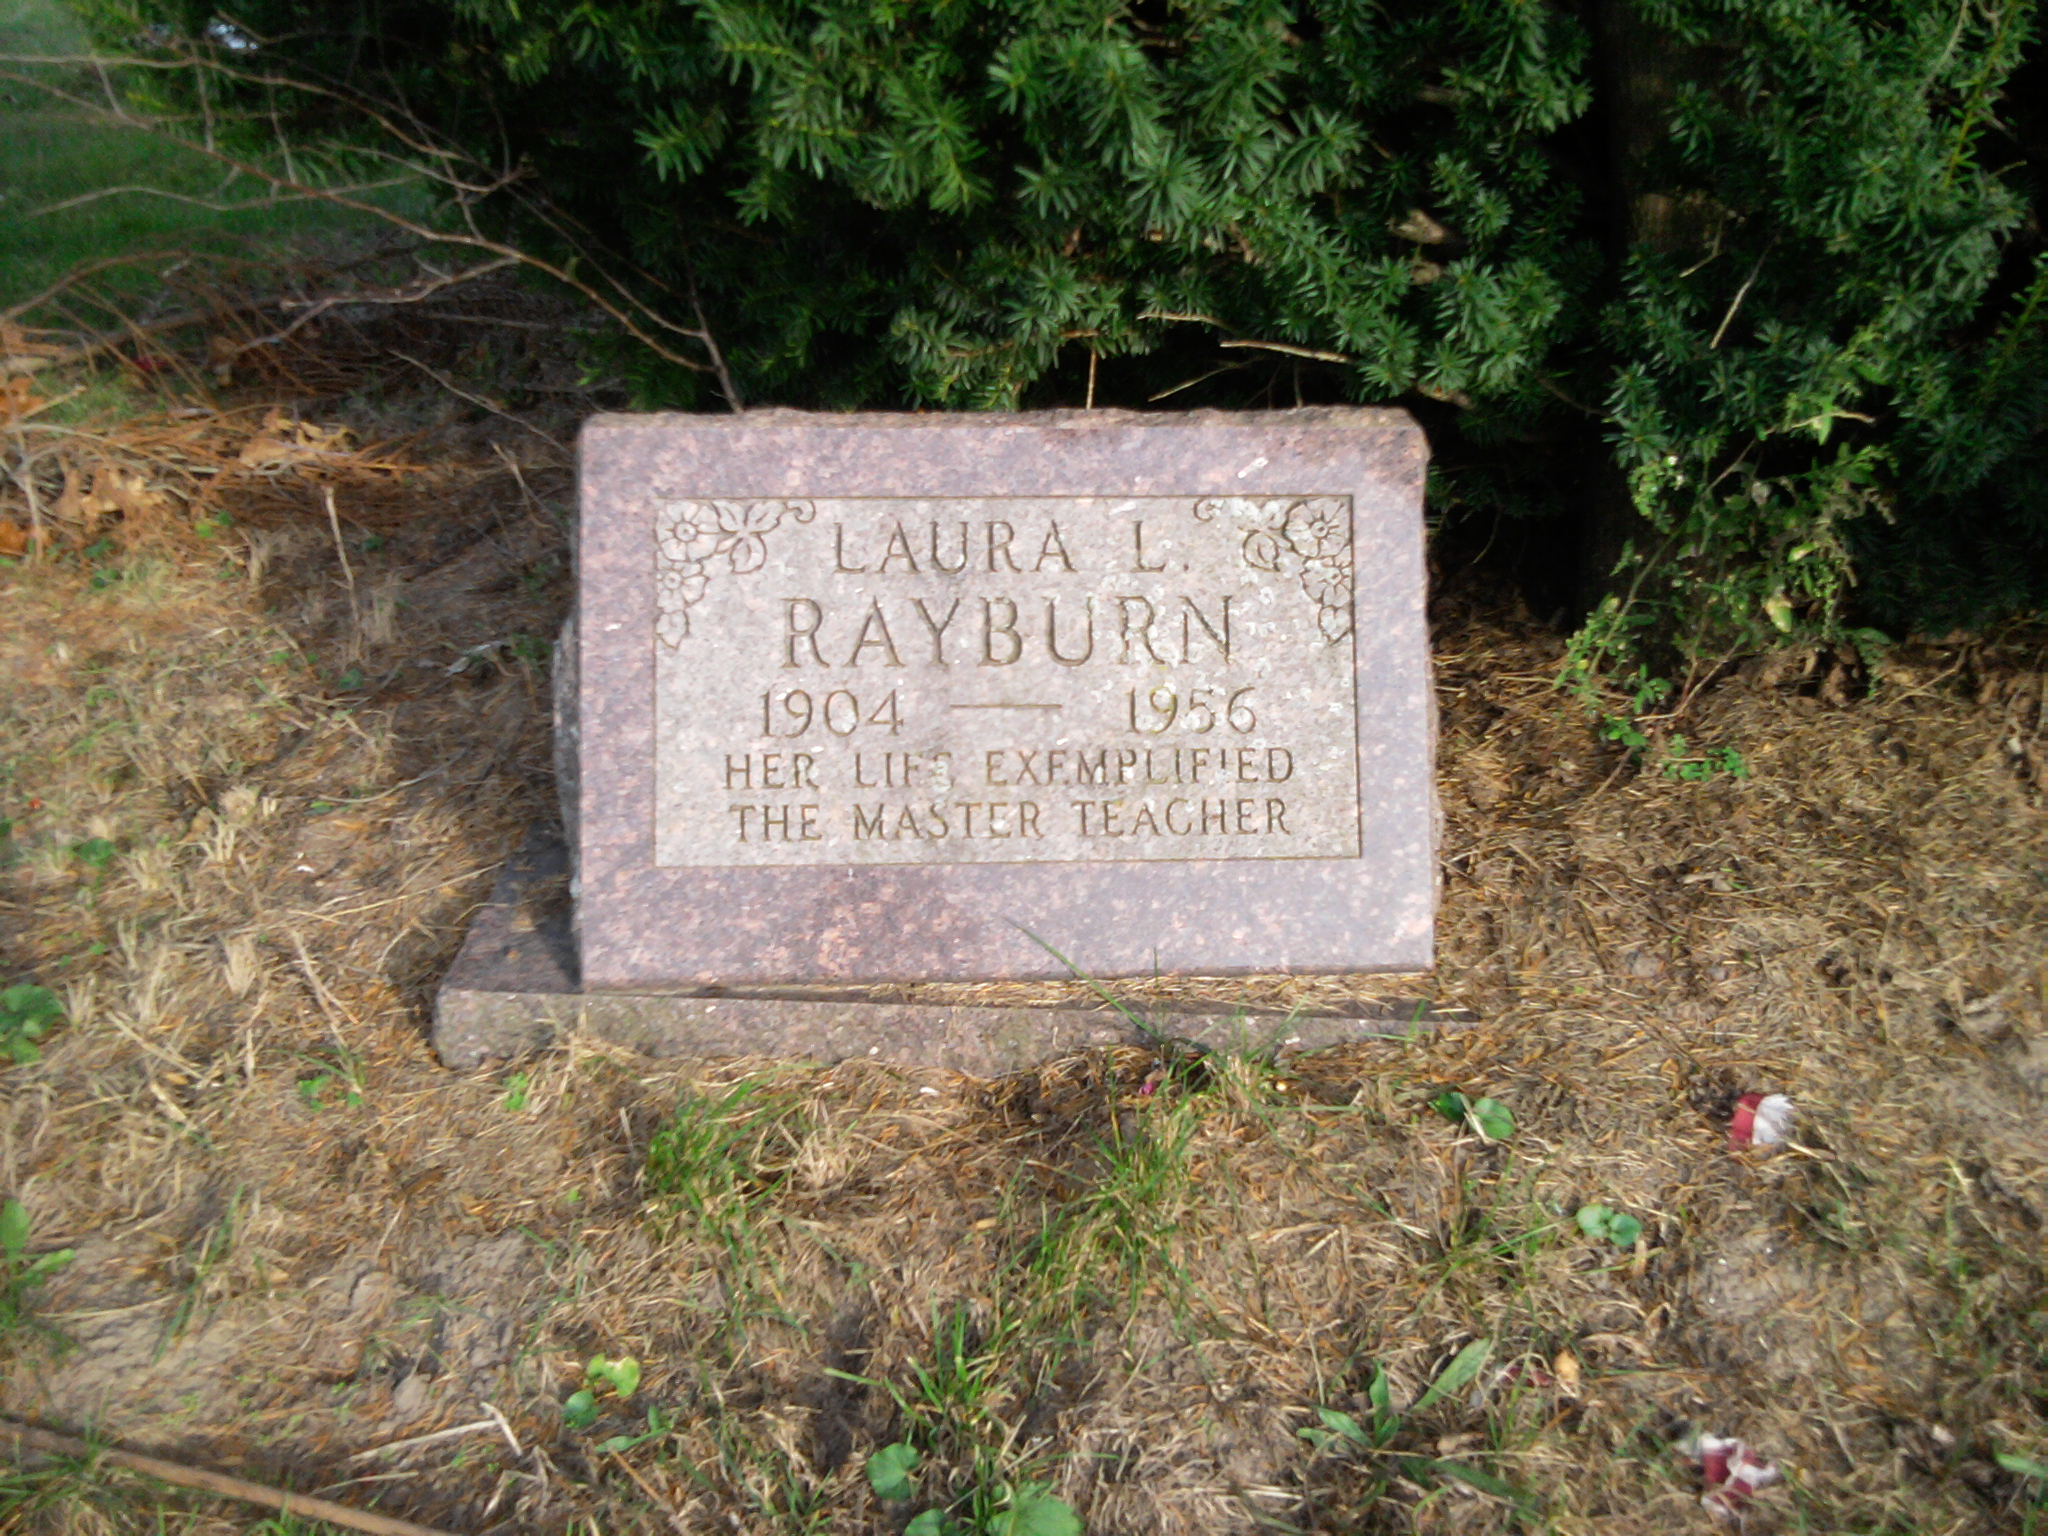 LAURA L.
RAYBURN
1904 — 1956
HER LIFE EXEMPLIFIED
THE MASTER TEACHER